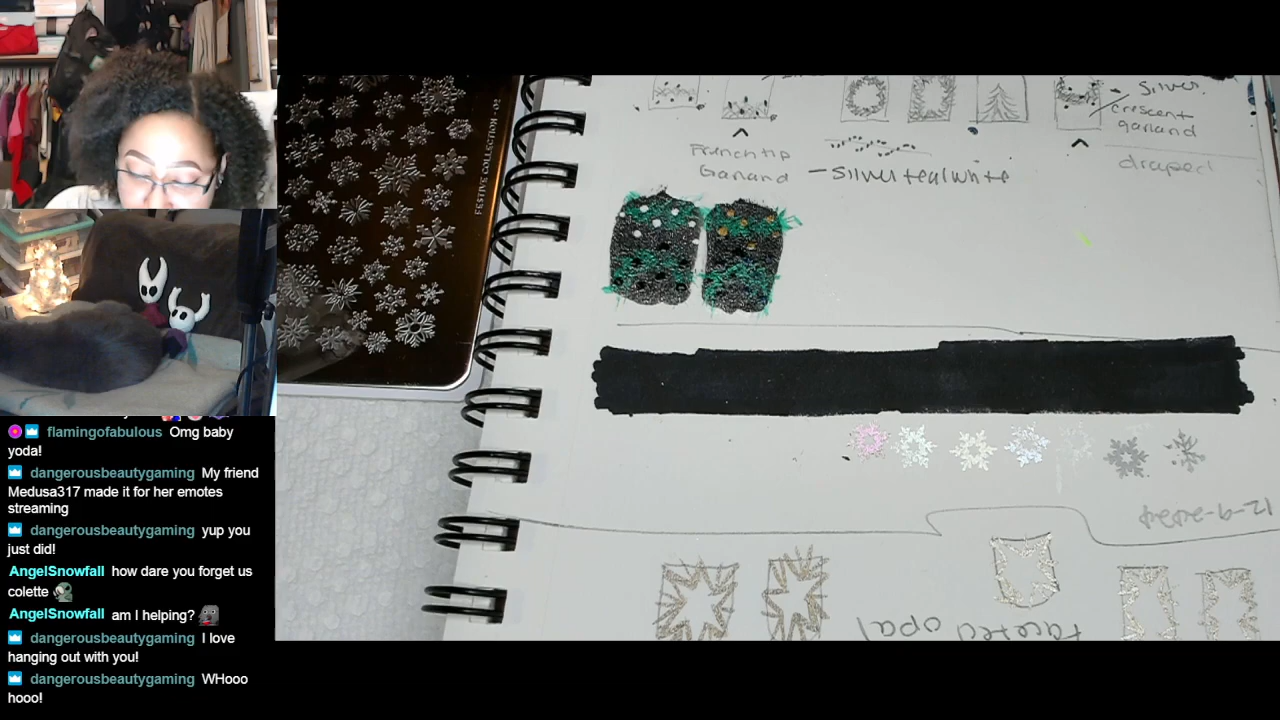 flamingofabulous Omg baby
yoda!
dangerousbeautygaming My friend
Medusa317 made it for her emotes
streaming
dangerousbeautygaming yup you
just did!
AngelSnowfall how dare you forget us
colette
AngelSnowfall am I helping?
dangerousbeautygaming I love
hanging out with you!
dangerousbeautygaming WHooo
hooo!
FESTIVE COLLECTION
Silver
Crescent
garland
draped
French tip
Garland
- Silver teal white
faceted opal